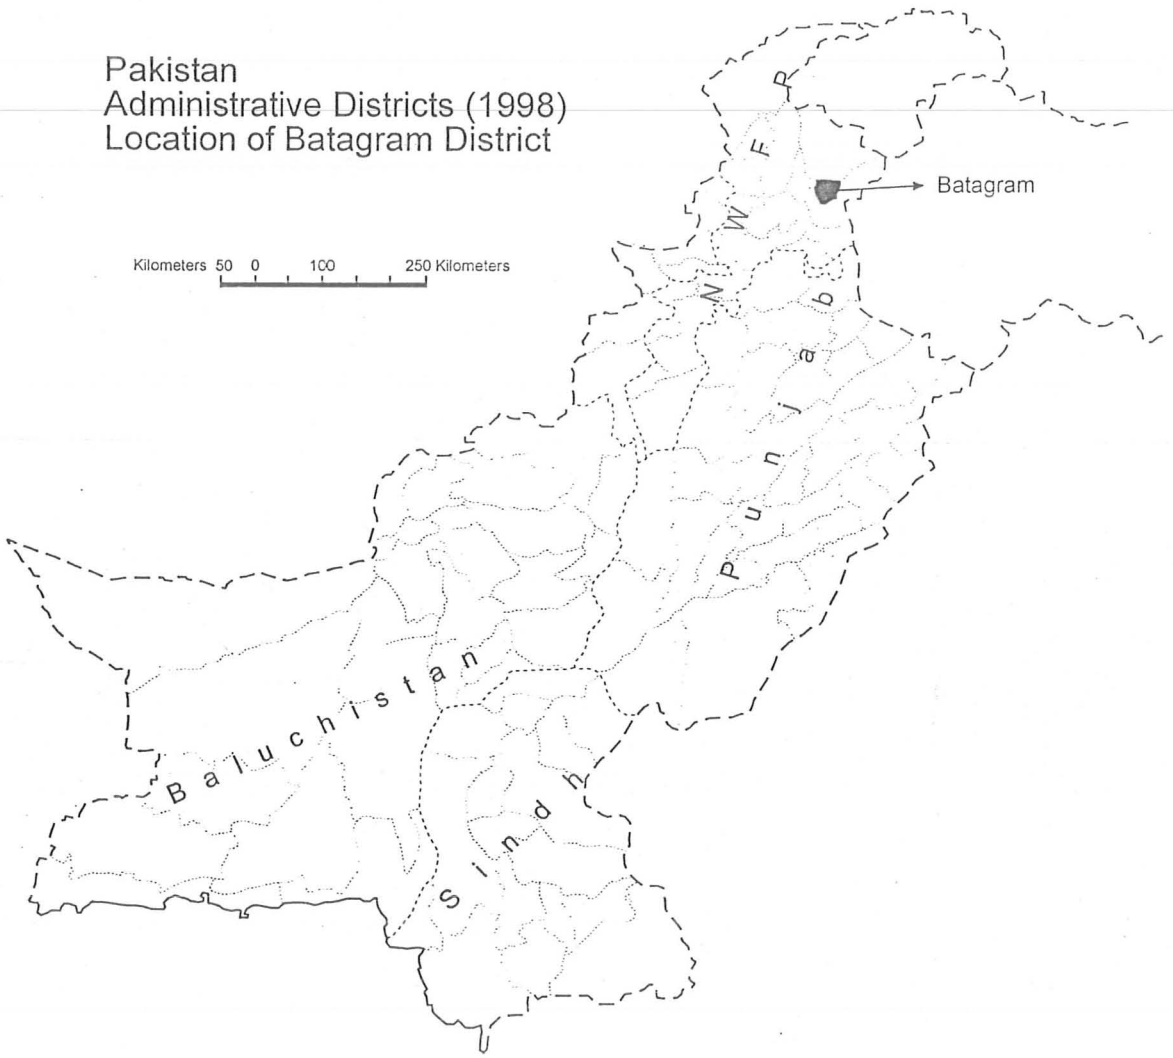 Pakistan
Administrative Districts (1998)
Location of Batagram District
N W F P
Batagram
Kilometers 50 0 100 250 Kilometers
P u n j a b
B a l u c h i s t a n
S i n d h